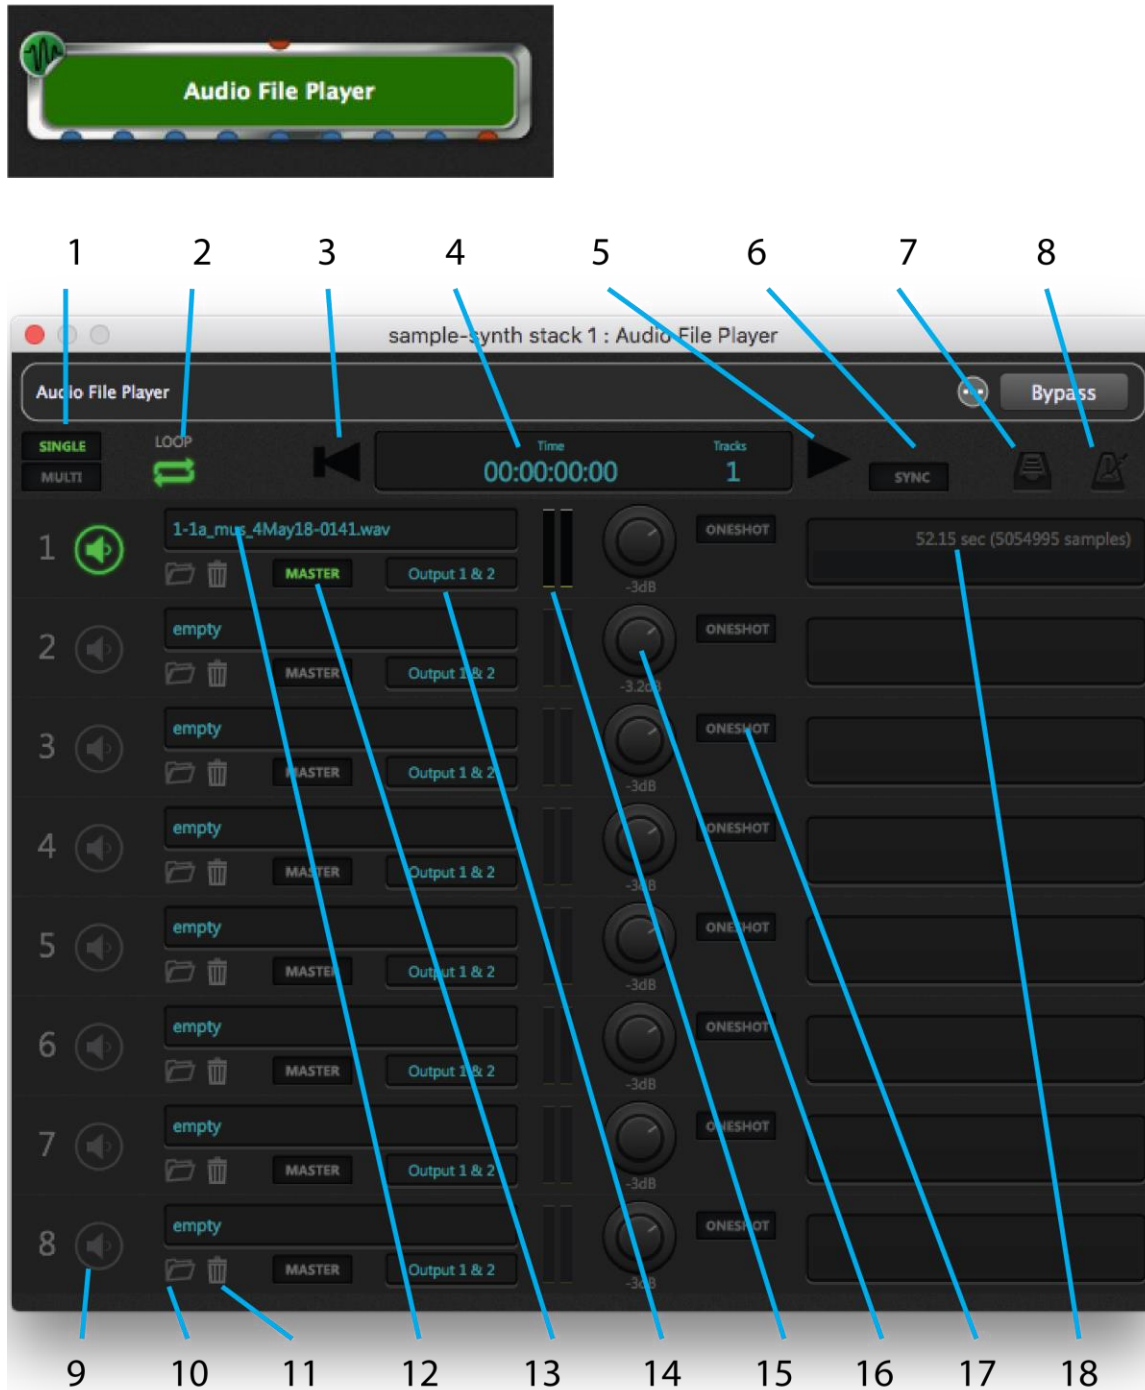 Audio File Player
1 2 3 4 5 6 7 8
sample-synth stack 1 : Audio File Player
Audio File Player
Bypass
SINGLE
MULTI
LOOP
Time
00:00:00:00
Tracks
1
SYNC
1
1-1a_mus_4May18-0141.wav
MASTER
Output 1 & 2
-3dB
ONESHOT
52.15 sec (5054995 samples)
2
empty
MASTER
Output 1 & 2
-3.2dB
ONESHOT
3
empty
MASTER
Output 1 & 2
-3dB
ONESHOT
4
empty
MASTER
Output 1 & 2
-3dB
ONESHOT
5
empty
MASTER
Output 1 & 2
-3dB
ONESHOT
6
empty
MASTER
Output 1 & 2
-3dB
ONESHOT
7
empty
MASTER
Output 1 & 2
-3dB
ONESHOT
8
empty
MASTER
Output 1 & 2
-3dB
ONESHOT
9 10 11 12 13 14 15 16 17 18